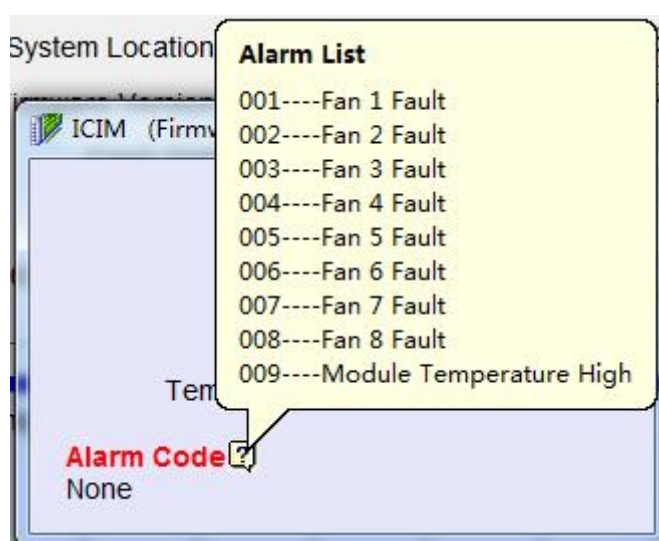 System Location
Alarm List
001----Fan 1 Fault
002----Fan 2 Fault
003----Fan 3 Fault
004----Fan 4 Fault
005----Fan 5 Fault
006----Fan 6 Fault
007----Fan 7 Fault
008----Fan 8 Fault
009----Module Temperature High
ICIM (Firmw
Tem
Alarm Code ?
None